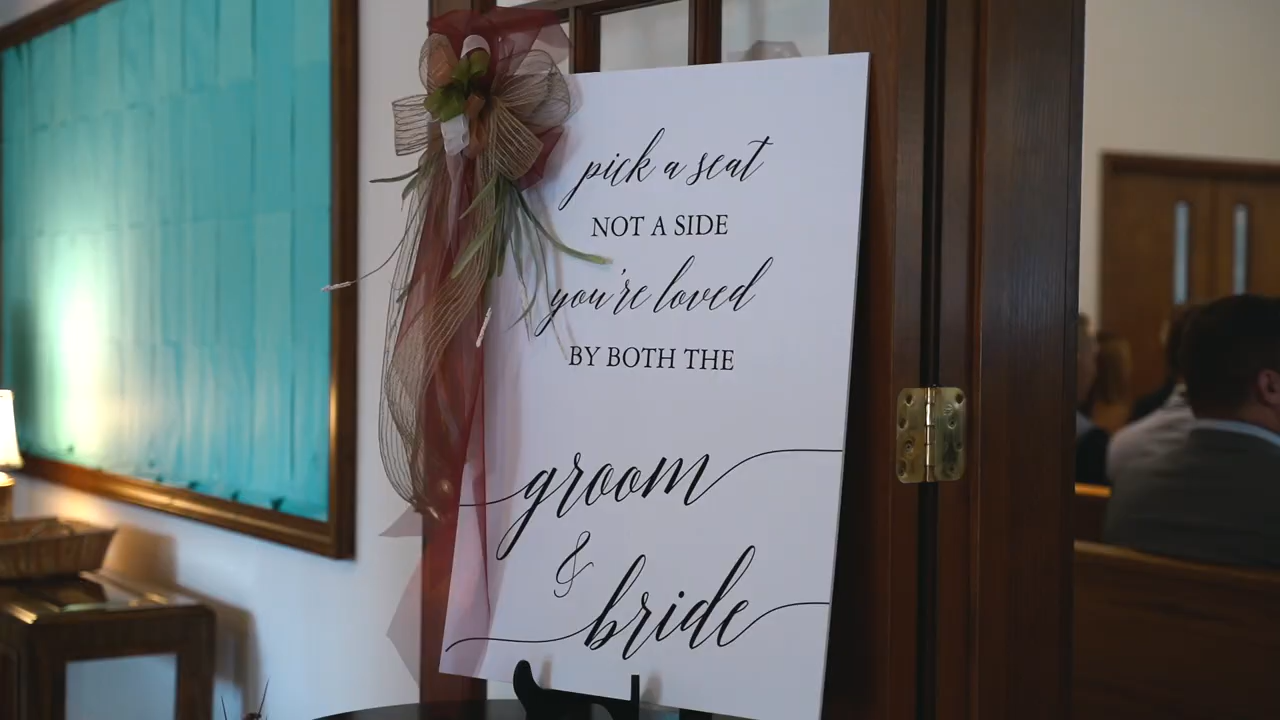 pick a seat
NOT A SIDE
you're loved
BY BOTH THE
groom
&
bride